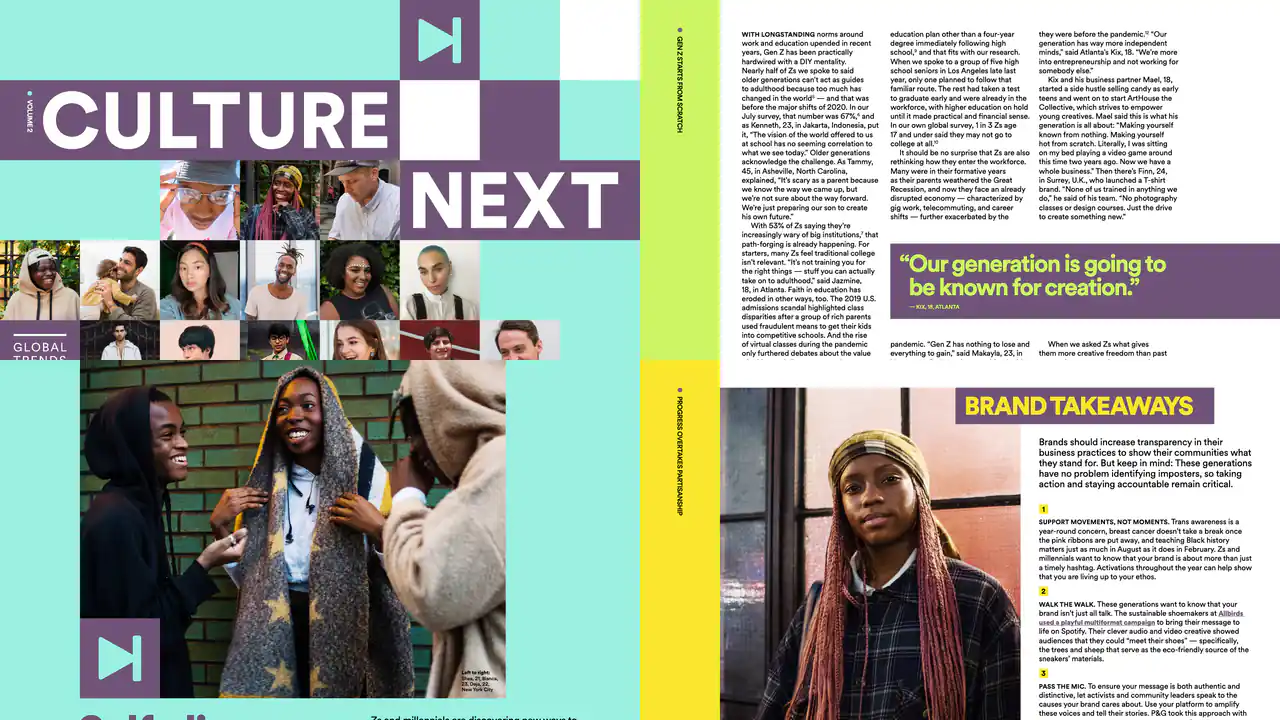 VOLUME 2
CULTURE
NEXT
GLOBAL
TRENDS
Left to right:
23, Deja, 22,
New York City
Zs and millennials are discovering new ways to
GEN Z STARTS FROM SCRATCH
WITH LONGSTANDING norms around
work and education upended in recent
years, Gen Z has been practically
hardwired with a DIY mentality.
Nearly half of Zs we spoke to said
older generations can't act as guides
to adulthood because too much has
changed in the world⁵ — and that was
before the major shifts of 2020. In our
July survey, that number was 67%,⁶ and
as Kenneth, 23, in Jakarta, Indonesia, put
it, "The vision of the world offered to us
at school has no seeming correlation to
what we see today." Older generations
acknowledge the challenge. As Tammy,
45, in Asheville, North Carolina,
explained, "It's scary as a parent because
we know the way we came up, but
we're not sure about the way forward.
We're just preparing our son to create
his own future."
With 53% of Zs saying they're
increasingly wary of big institutions,⁷ that
path-forging is already happening. For
starters, many Zs feel traditional college
isn't relevant. "It's not training you for
the right things — stuff you can actually
take on to adulthood," said Jazmine,
18, in Atlanta. Faith in education has
eroded in other ways, too. The 2019 U.S.
admissions scandal highlighted class
disparities after a group of rich parents
used fraudulent means to get their kids
into competitive schools. And the rise
of virtual classes during the pandemic
only furthered debates about the value
education plan other than a four-year
degree immediately following high
school,⁹ and that fits with our research.
When we spoke to a group of five high
school seniors in Los Angeles late last
year, only one planned to follow that
familiar route. The rest had taken a test
to graduate early and were already in the
workforce, with higher education on hold
until it made practical and financial sense.
In our own global survey, 1 in 3 Zs age
17 and under said they may not go to
college at all.¹⁰
It should be no surprise that Zs are also
rethinking how they enter the workforce.
Many were in their formative years
as their parents weathered the Great
Recession, and now they face an already
disrupted economy — characterized by
gig work, telecommuting, and career
shifts — further exacerbated by the
they were before the pandemic.¹² "Our
generation has way more independent
minds," said Atlanta's Kix, 18. "We're more
into entrepreneurship and not working for
somebody else."
Kix and his business partner Mael, 18,
started a side hustle selling candy as early
teens and went on to start ArtHouse the
Collective, which strives to empower
young creatives. Mael said this is what his
generation is all about: "Making yourself
known from nothing. Making yourself
hot from scratch. Literally, I was sitting
on my bed playing a video game around
this time two years ago. Now we have a
whole business." Then there's Finn, 24,
in Surrey, U.K., who launched a T-shirt
brand. "None of us trained in anything we
do," he said of his team. "No photography
classes or design courses. Just the drive
to create something new."
"Our generation is going to
be known for creation."
— KIX, 18, ATLANTA
pandemic. "Gen Z has nothing to lose and
everything to gain," said Makayla, 23, in
When we asked Zs what gives
them more creative freedom than past
PROGRESS OVERTAKES PARTISANSHIP
BRAND TAKEAWAYS
Brands should increase transparency in their
business practices to show their communities what
they stand for. But keep in mind: These generations
have no problem identifying imposters, so taking
action and staying accountable remain critical.
1
SUPPORT MOVEMENTS, NOT MOMENTS. Trans awareness is a
year-round concern, breast cancer doesn't take a break once
the pink ribbons are put away, and teaching Black history
matters just as much in August as it does in February. Zs and
millennials want to know that your brand is about more than just
a timely hashtag. Activations throughout the year can help show
that you are living up to your ethos.
2
WALK THE WALK. These generations want to know that your
brand isn't just all talk. The sustainable shoemakers at Allbirds
used a playful multiformat campaign to bring their message to
life on Spotify. Their clever audio and video creative showed
audiences that they could "meet their shoes" — specifically,
the trees and sheep that serve as the eco-friendly source of the
sneakers' materials.
3
PASS THE MIC. To ensure your message is both authentic and
distinctive, let activists and community leaders speak to the
causes your brand cares about. Use your platform to amplify
these voices and tell their stories. P&G took this approach with